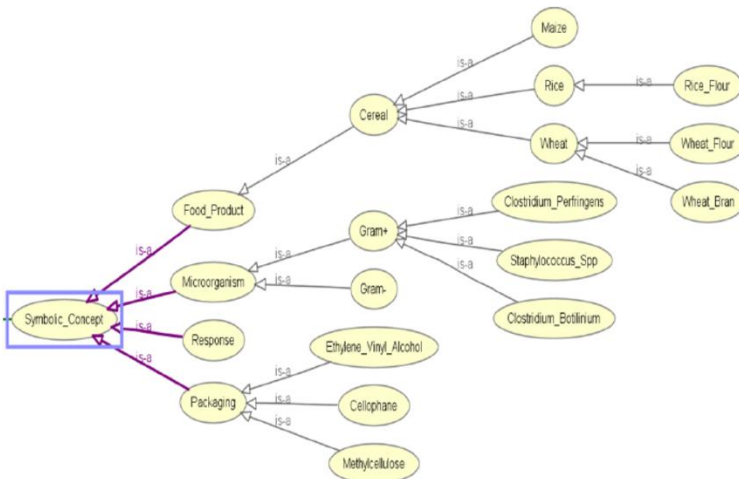 Maize
is-a
Rice
is-a
Rice_Flour
is-a
Cereal
is-a
Wheat
is-a
Wheat_Flour
is-a
is-a
Wheat_Bran
Food_Product
is-a
Clostridium_Perfringens
is-a
Gram+
is-a
Staphylococcus_Spp
is-a
Clostridium_Botilinium
is-a
Microorganism
is-a
Gram-
is-a
is-a
Symbolic_Concept
is-a
Response
is-a
Ethylene_Vinyl_Alcohol
is-a
Packaging
is-a
Cellophane
is-a
Methylcellulose